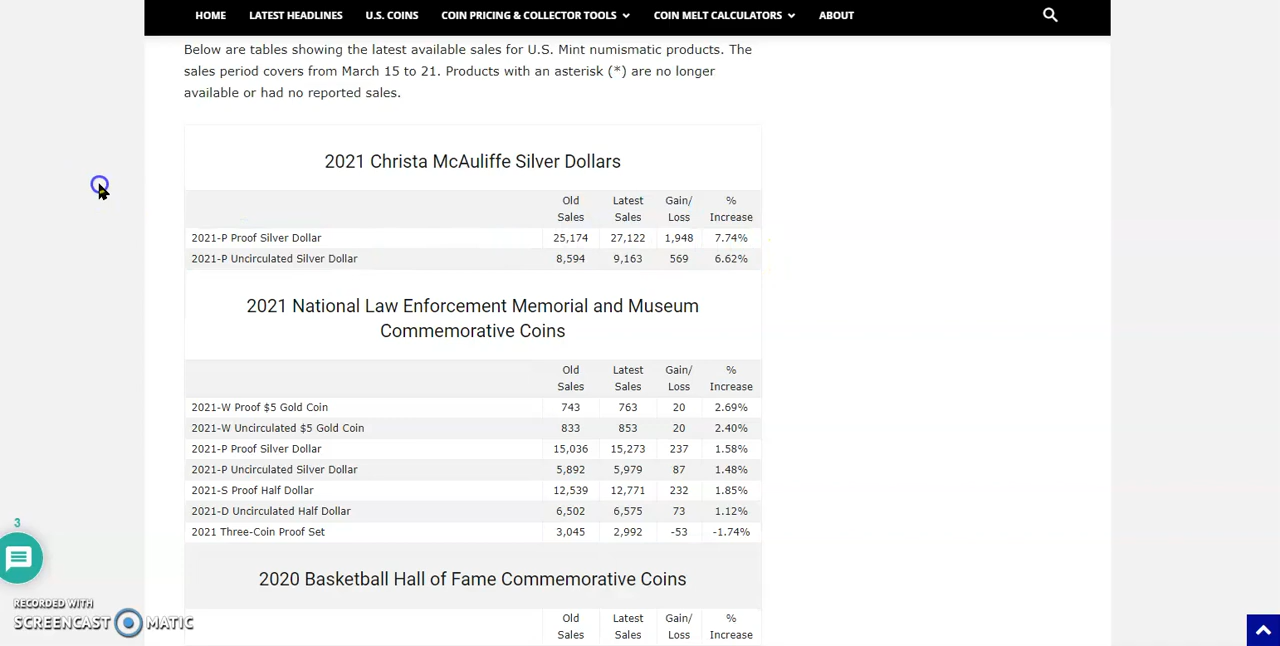 HOME LATEST HEADLINES U.S. COINS COIN PRICING & COLLECTOR TOOLS COIN MELT CALCULATORS ABOUT
Below are tables showing the latest available sales for U.S. Mint numismatic products. The
sales period covers from March 15 to 21. Products with an asterisk (*) are no longer
available or had no reported sales.
2021 Christa McAuliffe Silver Dollars
Old Latest Gain/ %
Sales Sales Loss Increase
2021-P Proof Silver Dollar 25,174 27,122 1,948 7.74%
2021-P Uncirculated Silver Dollar 8,594 9,163 569 6.62%
2021 National Law Enforcement Memorial and Museum
Commemorative Coins
Old Latest Gain/ %
Sales Sales Loss Increase
2021-W Proof $5 Gold Coin 743 763 20 2.69%
2021-W Uncirculated $5 Gold Coin 833 853 20 2.40%
2021-P Proof Silver Dollar 15,036 15,273 237 1.58%
2021-P Uncirculated Silver Dollar 5,892 5,979 87 1.48%
2021-S Proof Half Dollar 12,539 12,771 232 1.85%
2021-D Uncirculated Half Dollar 6,502 6,575 73 1.12%
2021 Three-Coin Proof Set 3,045 2,992 -53 -1.74%
2020 Basketball Hall of Fame Commemorative Coins
Old Latest Gain/ %
Sales Sales Loss Increase
3
RECORDED WITH
SCREENCAST MATIC